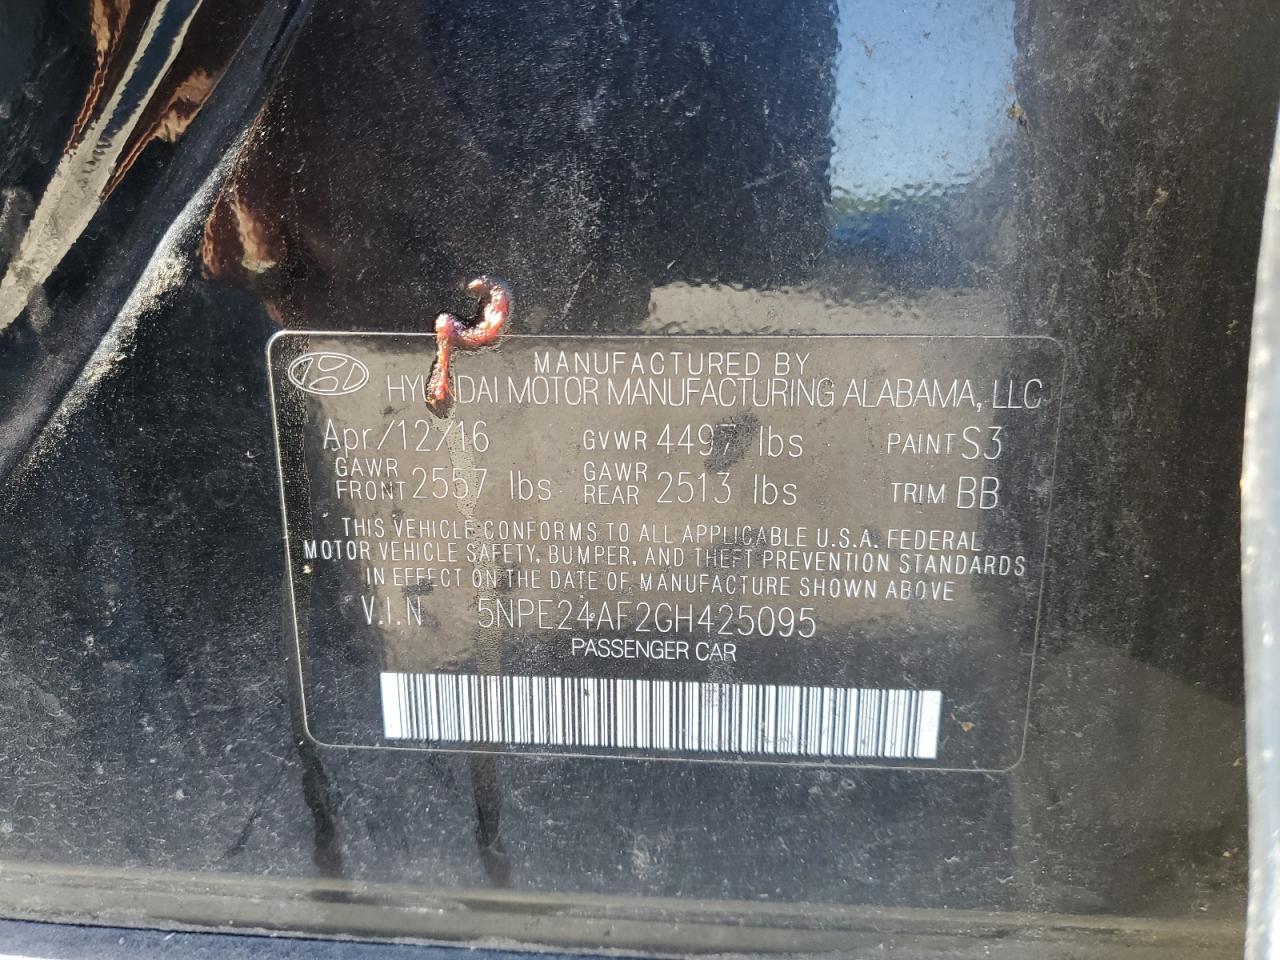 MANUFACTURED BY
HYUNDAI MOTOR MANUFACTURING ALABAMA, LLC
Apr/12/16 GVWR 4497 lbs PAINT S3
GAWR FRONT 2557 lbs GAWR REAR 2513 lbs TRIM BB
THIS VEHICLE CONFORMS TO ALL APPLICABLE U.S.A. FEDERAL
MOTOR VEHICLE SAFETY, BUMPER, AND THEFT PREVENTION STANDARDS
IN EFFECT ON THE DATE OF MANUFACTURE SHOWN ABOVE
V.I.N 5NPE24AF2GH425095
PASSENGER CAR